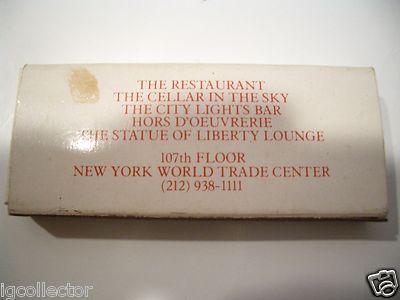 THE RESTAURANT
THE CELLAR IN THE SKY
THE CITY LIGHTS BAR
HORS D'OEUVRERIE
THE STATUE OF LIBERTY LOUNGE
107th FLOOR
NEW YORK WORLD TRADE CENTER
(212) 938-1111
igcollector